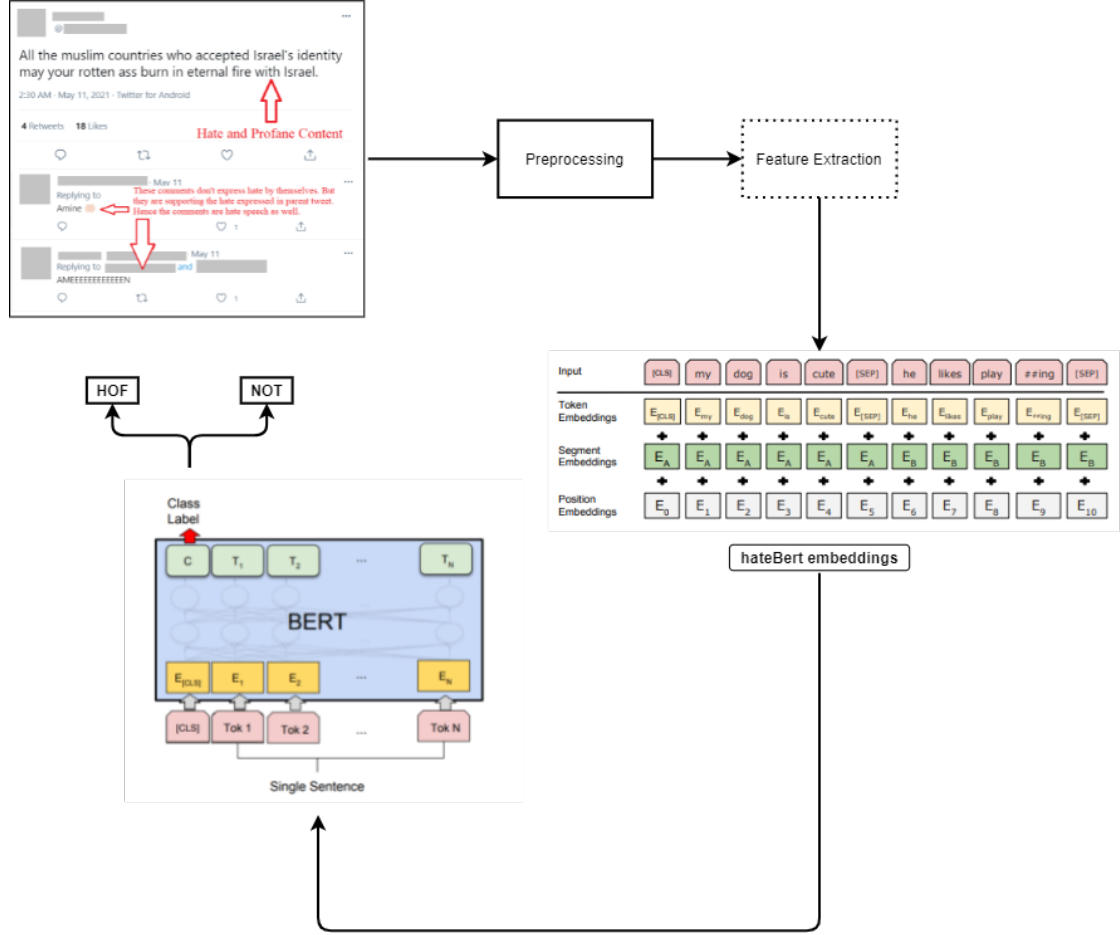 @
All the muslim countries who accepted Israel's identity
may your rotten ass burn in eternal fire with Israel.
2:30 AM · May 11, 2021 · Twitter for Android
4 Retweets 18 Likes
Hate and Profane Content
· May 11
Replying to
Amine
These comments don't express hate by themselves. But
they are supporting the hate expressed in parent tweet.
Hence the comments are hate speech as well.
1
May 11
Replying to and
AMEEEEEEEEEEEEN
1
Preprocessing
Feature Extraction
Input [CLS] my dog is cute [SEP] he likes play ##ing [SEP]
Token
Embeddings
E[CLS] Emy Edog Eis Ecute E[SEP] Ehe Elikes Eplay E##ing E[SEP]
Segment
Embeddings
EA EA EA EA EA EA EB EB EB EB EB
Position
Embeddings
E0 E1 E2 E3 E4 E5 E6 E7 E8 E9 E10
hateBert embeddings
HOF NOT
Class
Label
C T1 T2 ... TN
BERT
E[CLS] E1 E2 ... EN
[CLS] Tok 1 Tok 2 ... Tok N
Single Sentence